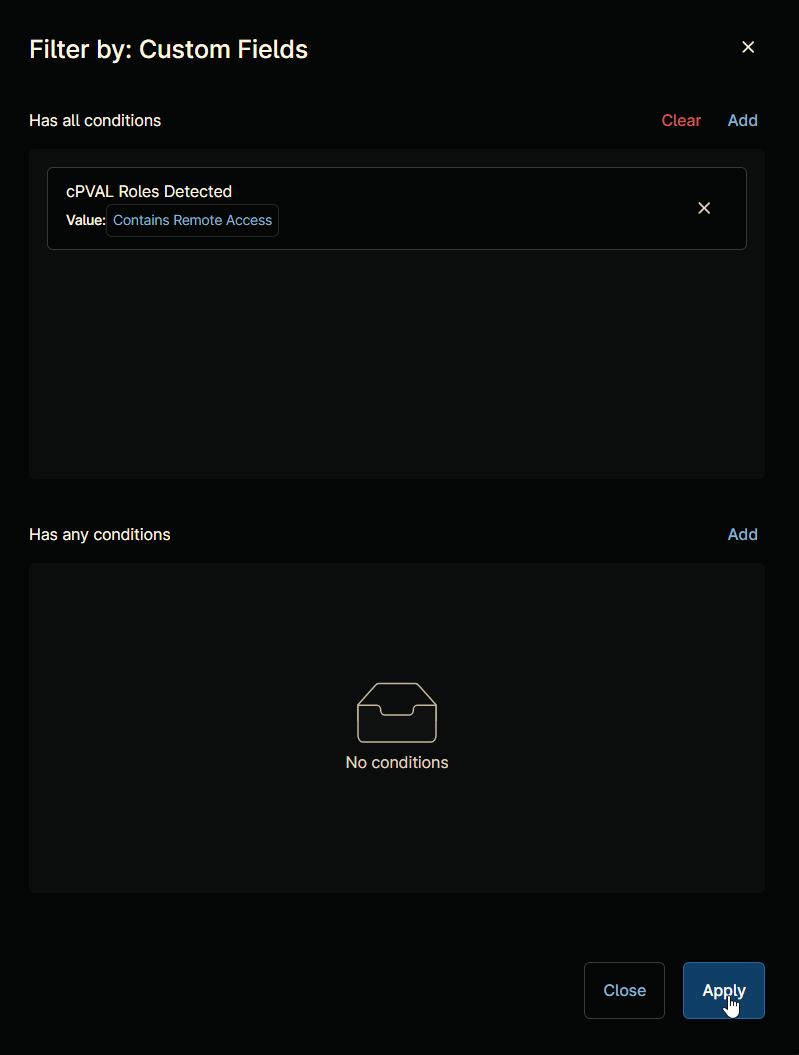 Filter by: Custom Fields
Has all conditions
Clear
Add
cPVAL Roles Detected
Value: Contains Remote Access
Has any conditions
Add
No conditions
Close
Apply